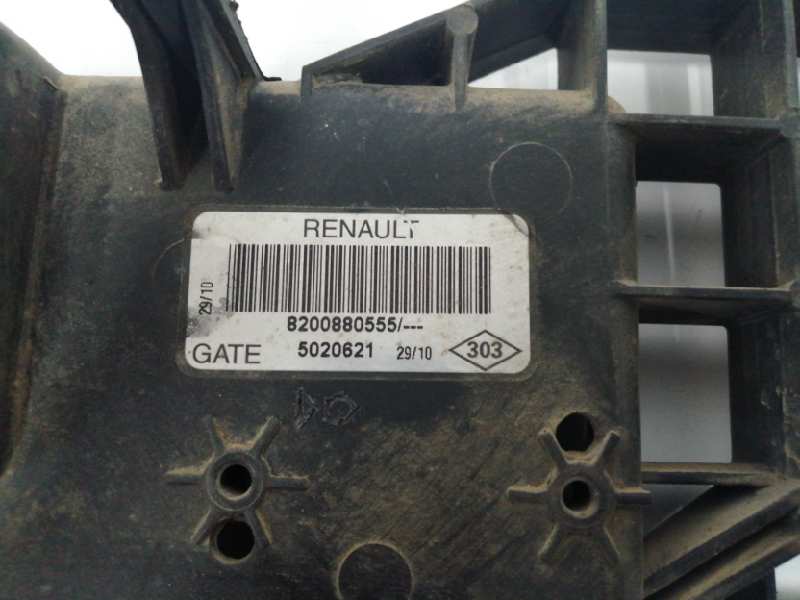 RENAULT
29/10
8200880555/---
GATE 5020621 29/10 303